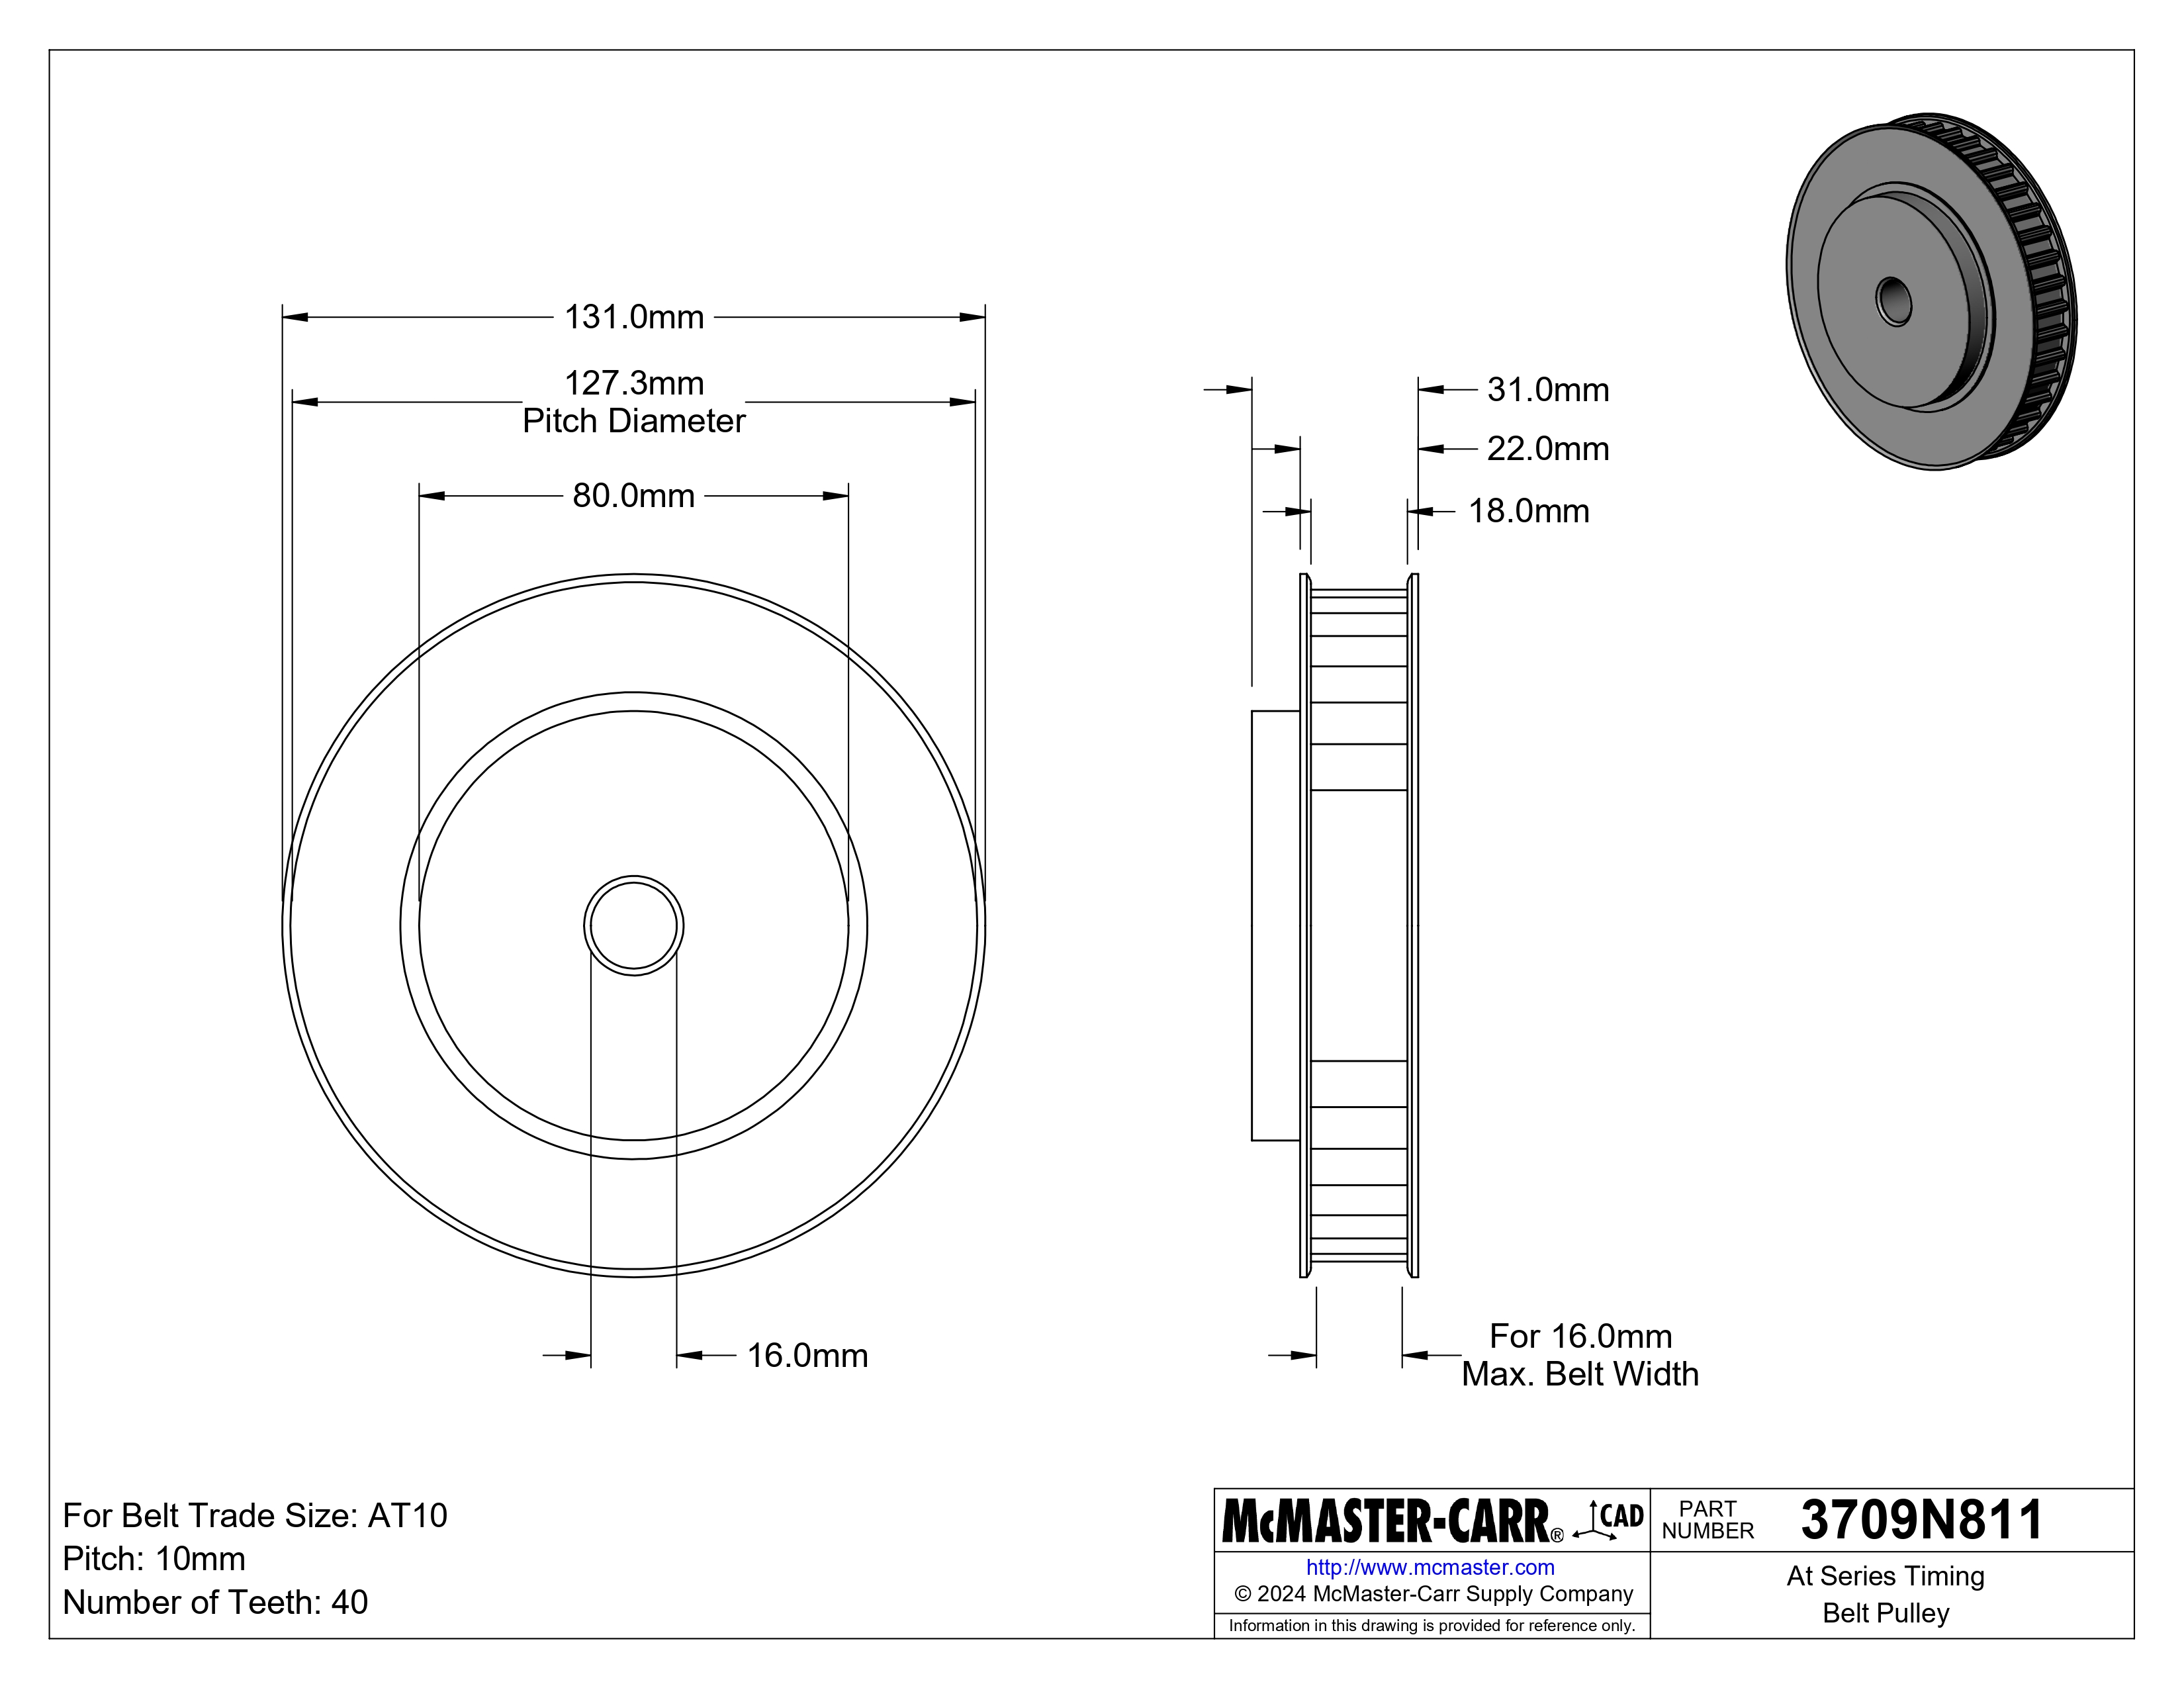 131.0mm
127.3mm
Pitch Diameter
80.0mm
31.0mm
22.0mm
18.0mm
16.0mm
For 16.0mm
Max. Belt Width
For Belt Trade Size: AT10
Pitch: 10mm
Number of Teeth: 40
McMASTER-CARR® CAD
http://www.mcmaster.com
© 2024 McMaster-Carr Supply Company
Information in this drawing is provided for reference only.
PART
NUMBER
3709N811
At Series Timing
Belt Pulley